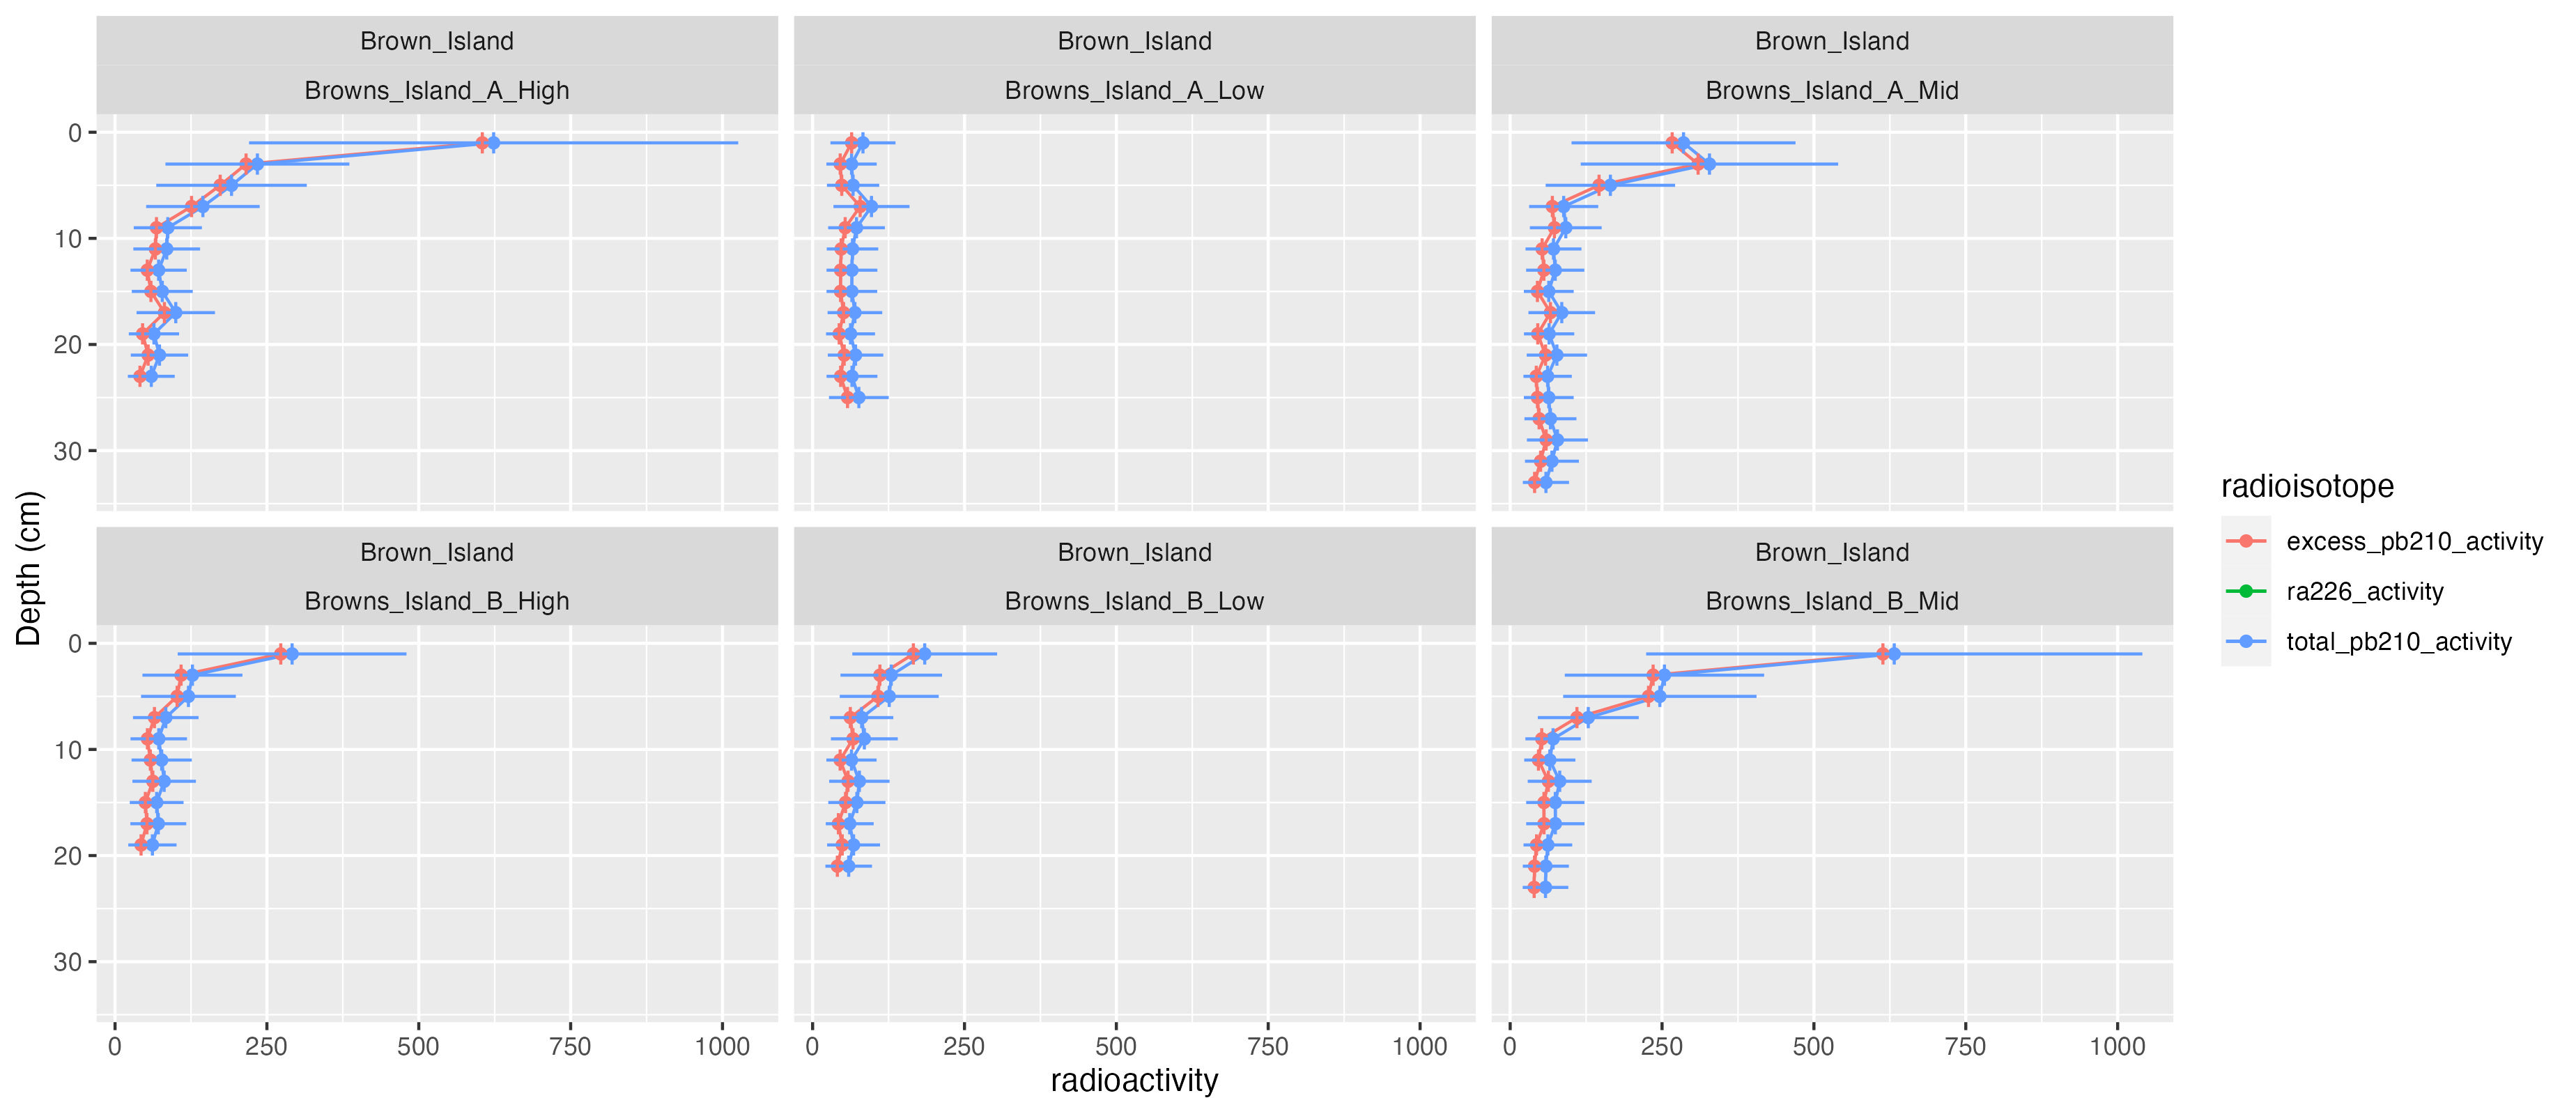 Brown_Island
Brown_Island
Brown_Island
Browns_Island_A_High
Browns_Island_A_Low
Browns_Island_A_Mid
0
10
20
30
Brown_Island
Brown_Island
Brown_Island
Browns_Island_B_High
Browns_Island_B_Low
Browns_Island_B_Mid
0
10
20
30
Depth (cm)
0 250 500 750 1000
0 250 500 750 1000
0 250 500 750 1000
radioactivity
radioisotope
excess_pb210_activity
ra226_activity
total_pb210_activity